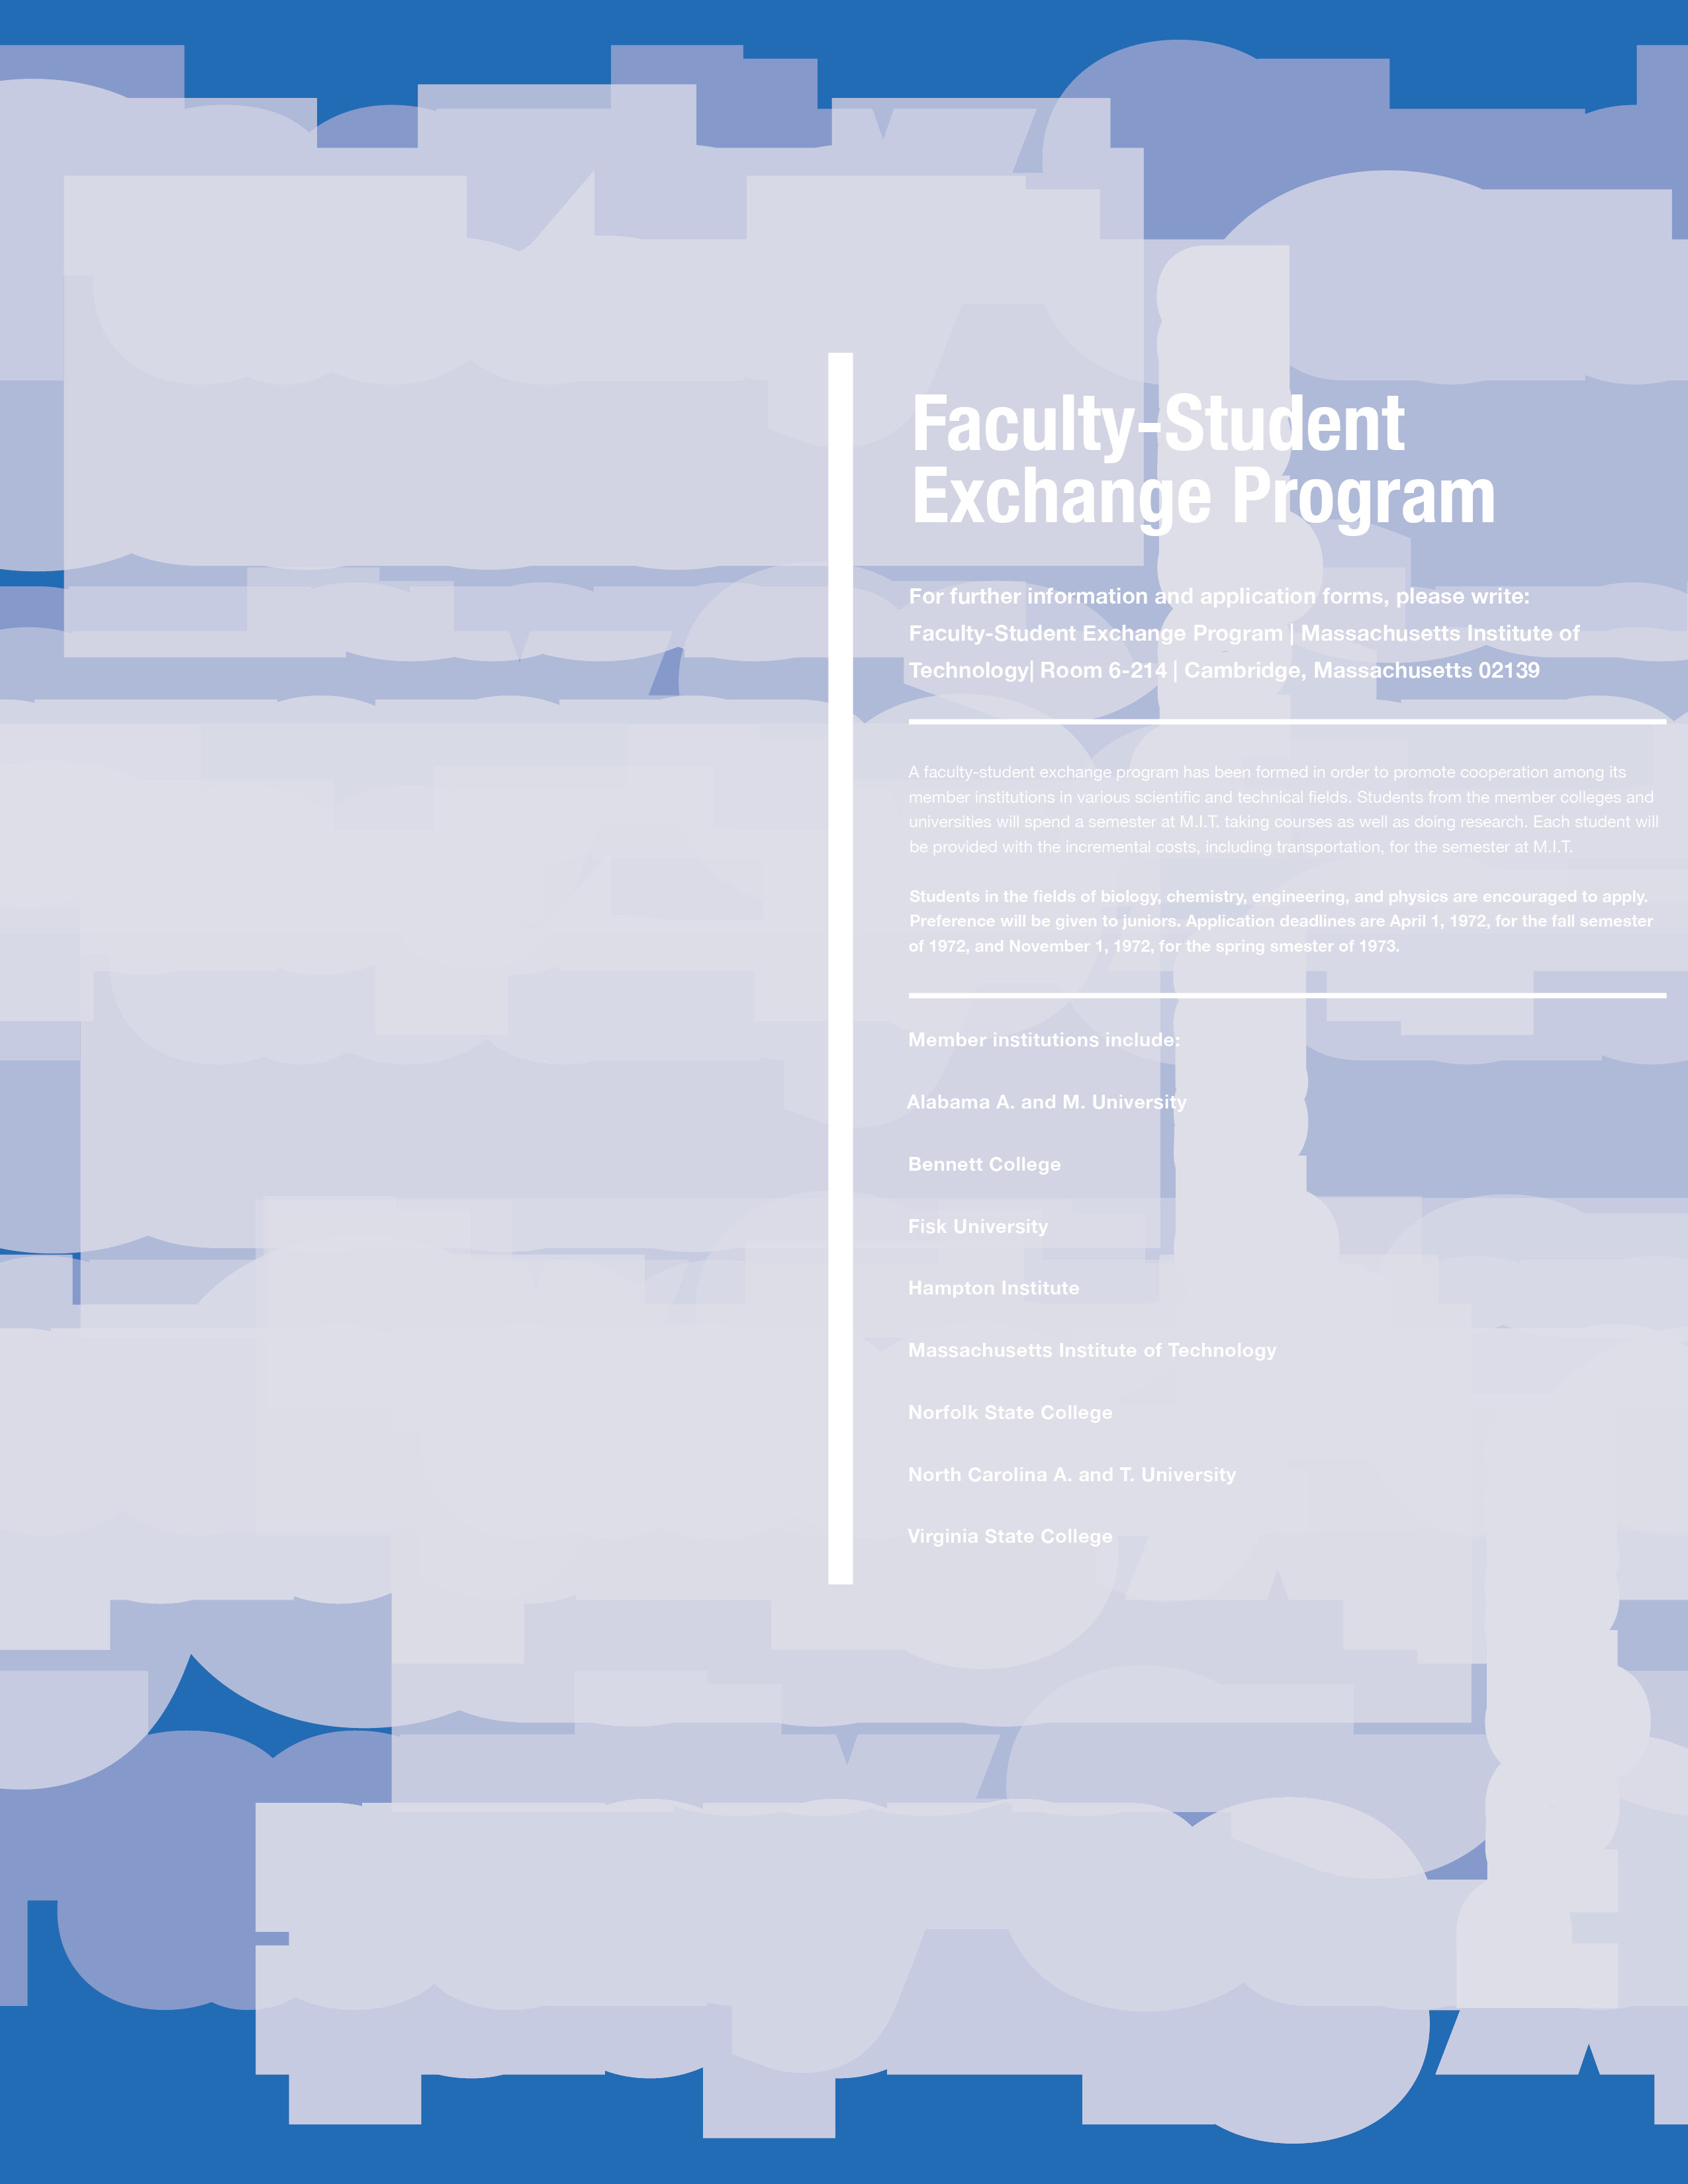 Faculty-Student
Exchange Program
For further information and application forms, please write:
Faculty-Student Exchange Program | Massachusetts Institute of
Technology| Room 6-214 | Cambridge, Massachusetts 02139
A faculty-student exchange program has been formed in order to promote cooperation among its
member institutions in various scientific and technical fields. Students from the member colleges and
universities will spend a semester at M.I.T. taking courses as well as doing research. Each student will
be provided with the incremental costs, including transportation, for the semester at M.I.T.
Students in the fields of biology, chemistry, engineering, and physics are encouraged to apply.
Preference will be given to juniors. Application deadlines are April 1, 1972, for the fall semester
of 1972, and November 1, 1972, for the spring smester of 1973.
Member institutions include:
Alabama A. and M. University
Bennett College
Fisk University
Hampton Institute
Massachusetts Institute of Technology
Norfolk State College
North Carolina A. and T. University
Virginia State College